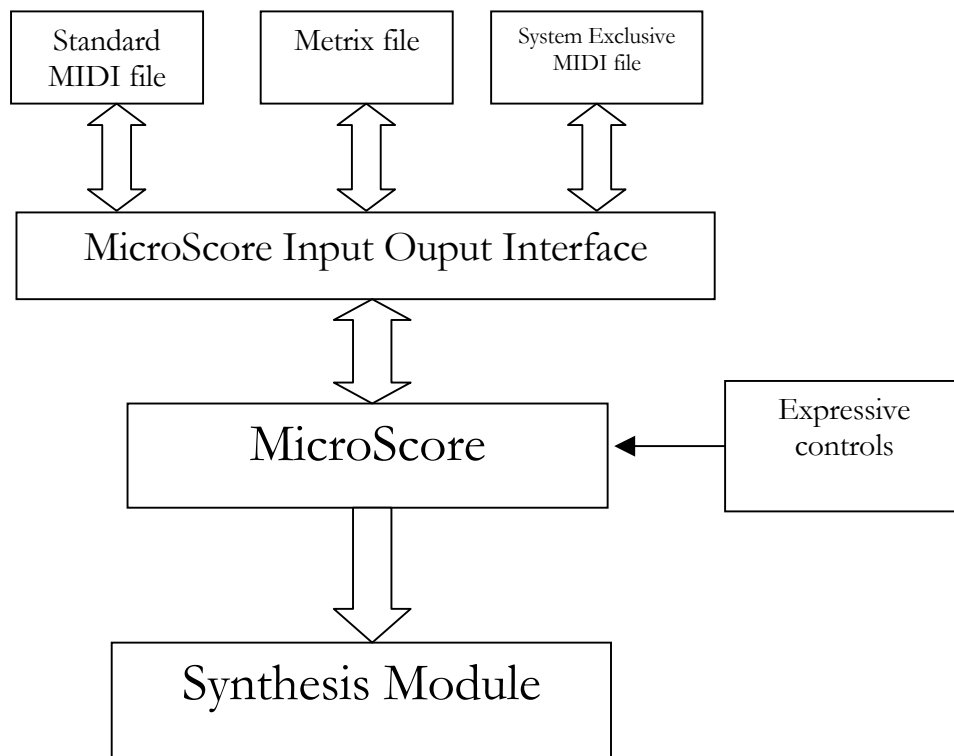 Standard
MIDI file
Metrix file
System Exclusive
MIDI file
MicroScore Input Ouput Interface
MicroScore
Expressive
controls
Synthesis Module